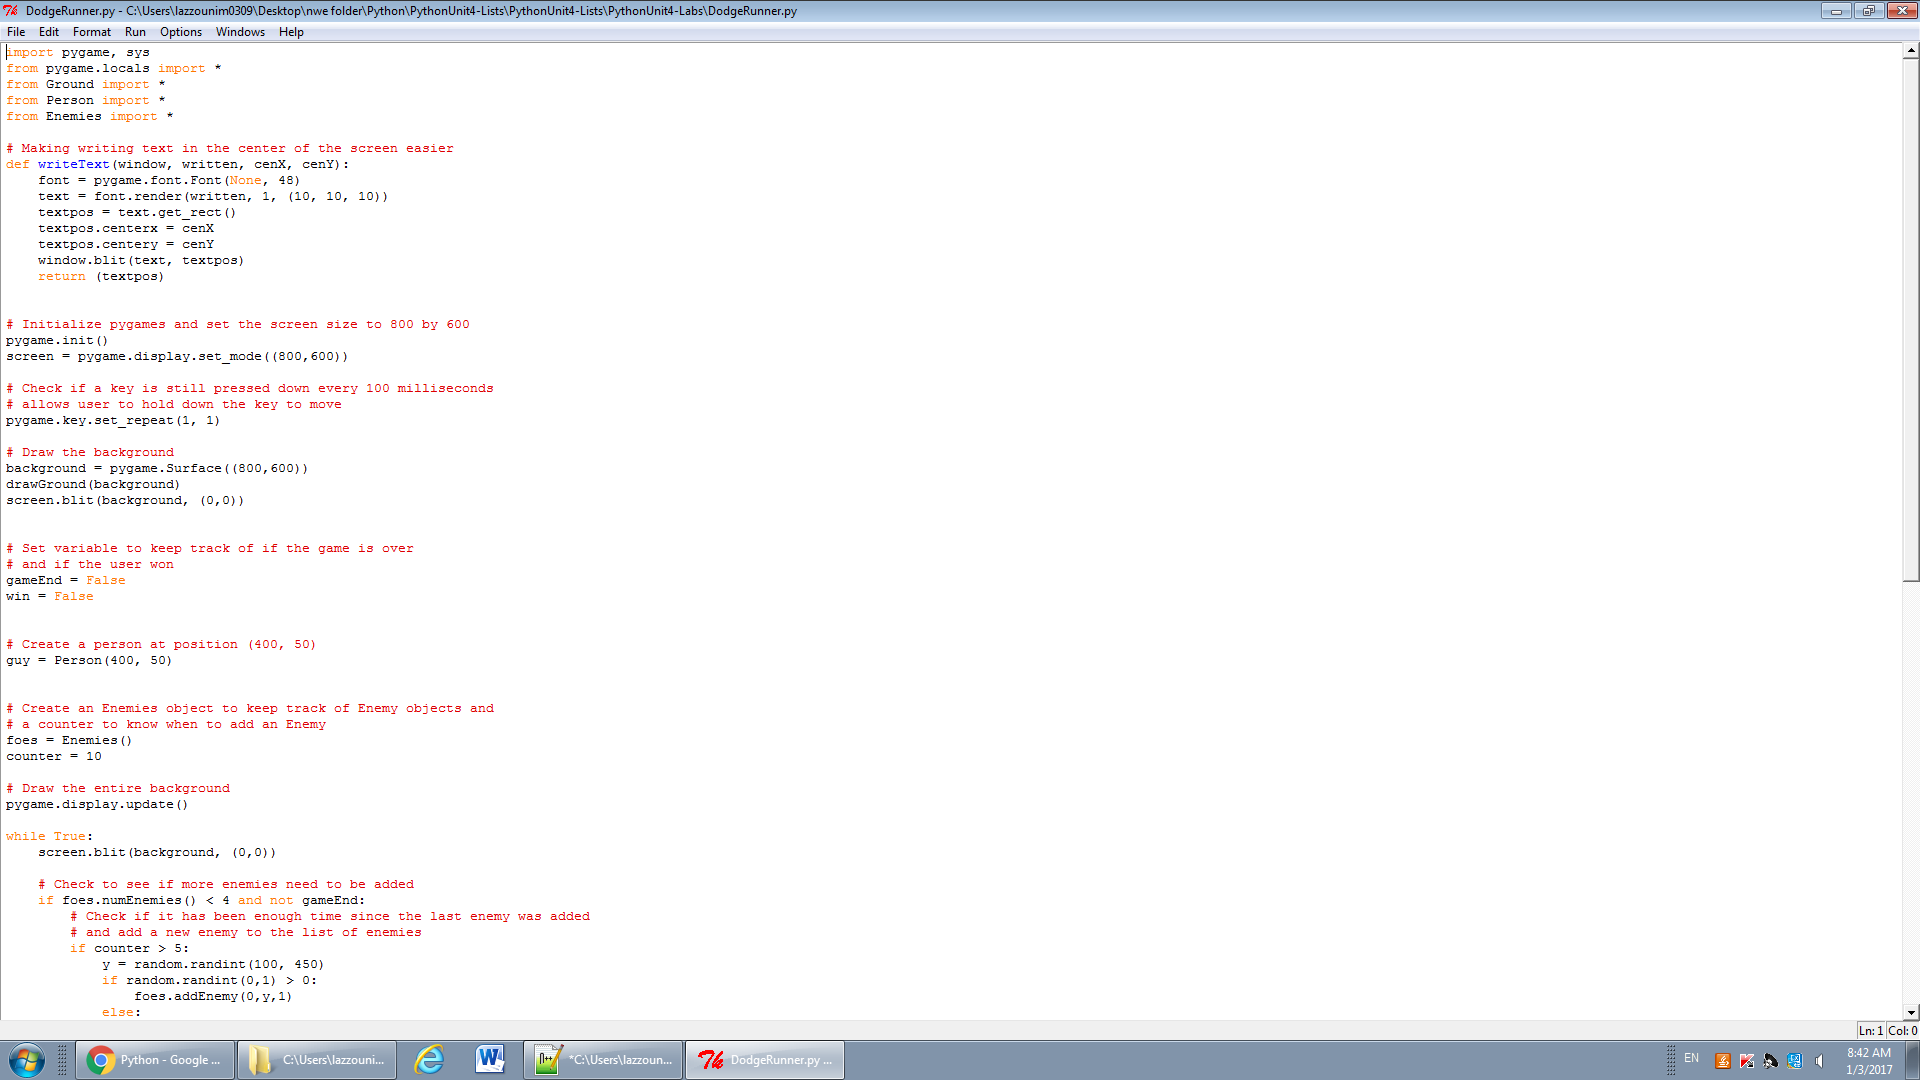 DodgeRunner.py - C:\Users\lazzounim0309\Desktop\nwe folder\Python\PythonUnit4-Lists\PythonUnit4-Lists\PythonUnit4-Labs\DodgeRunner.py
File Edit Format Run Options Windows Help
import pygame, sys
from pygame.locals import *
from Ground import *
from Person import *
from Enemies import *

# Making writing text in the center of the screen easier
def writeText(window, written, cenX, cenY):
    font = pygame.font.Font(None, 48)
    text = font.render(written, 1, (10, 10, 10))
    textpos = text.get_rect()
    textpos.centerx = cenX
    textpos.centery = cenY
    window.blit(text, textpos)
    return (textpos)


# Initialize pygames and set the screen size to 800 by 600
pygame.init()
screen = pygame.display.set_mode((800,600))

# Check if a key is still pressed down every 100 milliseconds
# allows user to hold down the key to move
pygame.key.set_repeat(1, 1)

# Draw the background
background = pygame.Surface((800,600))
drawGround(background)
screen.blit(background, (0,0))


# Set variable to keep track of if the game is over
# and if the user won
gameEnd = False
win = False


# Create a person at position (400, 50)
guy = Person(400, 50)


# Create an Enemies object to keep track of Enemy objects and
# a counter to know when to add an Enemy
foes = Enemies()
counter = 10

# Draw the entire background
pygame.display.update()

while True:
    screen.blit(background, (0,0))

    # Check to see if more enemies need to be added
    if foes.numEnemies() < 4 and not gameEnd:
        # Check if it has been enough time since the last enemy was added
        # and add a new enemy to the list of enemies
        if counter > 5:
            y = random.randint(100, 450)
            if random.randint(0,1) > 0:
                foes.addEnemy(0,y,1)
            else:
Ln: 1 Col: 0
Python - Google ... C:\Users\lazzouni... *C:\Users\lazzoun... DodgeRunner.py ... EN 8:42 AM
1/3/2017